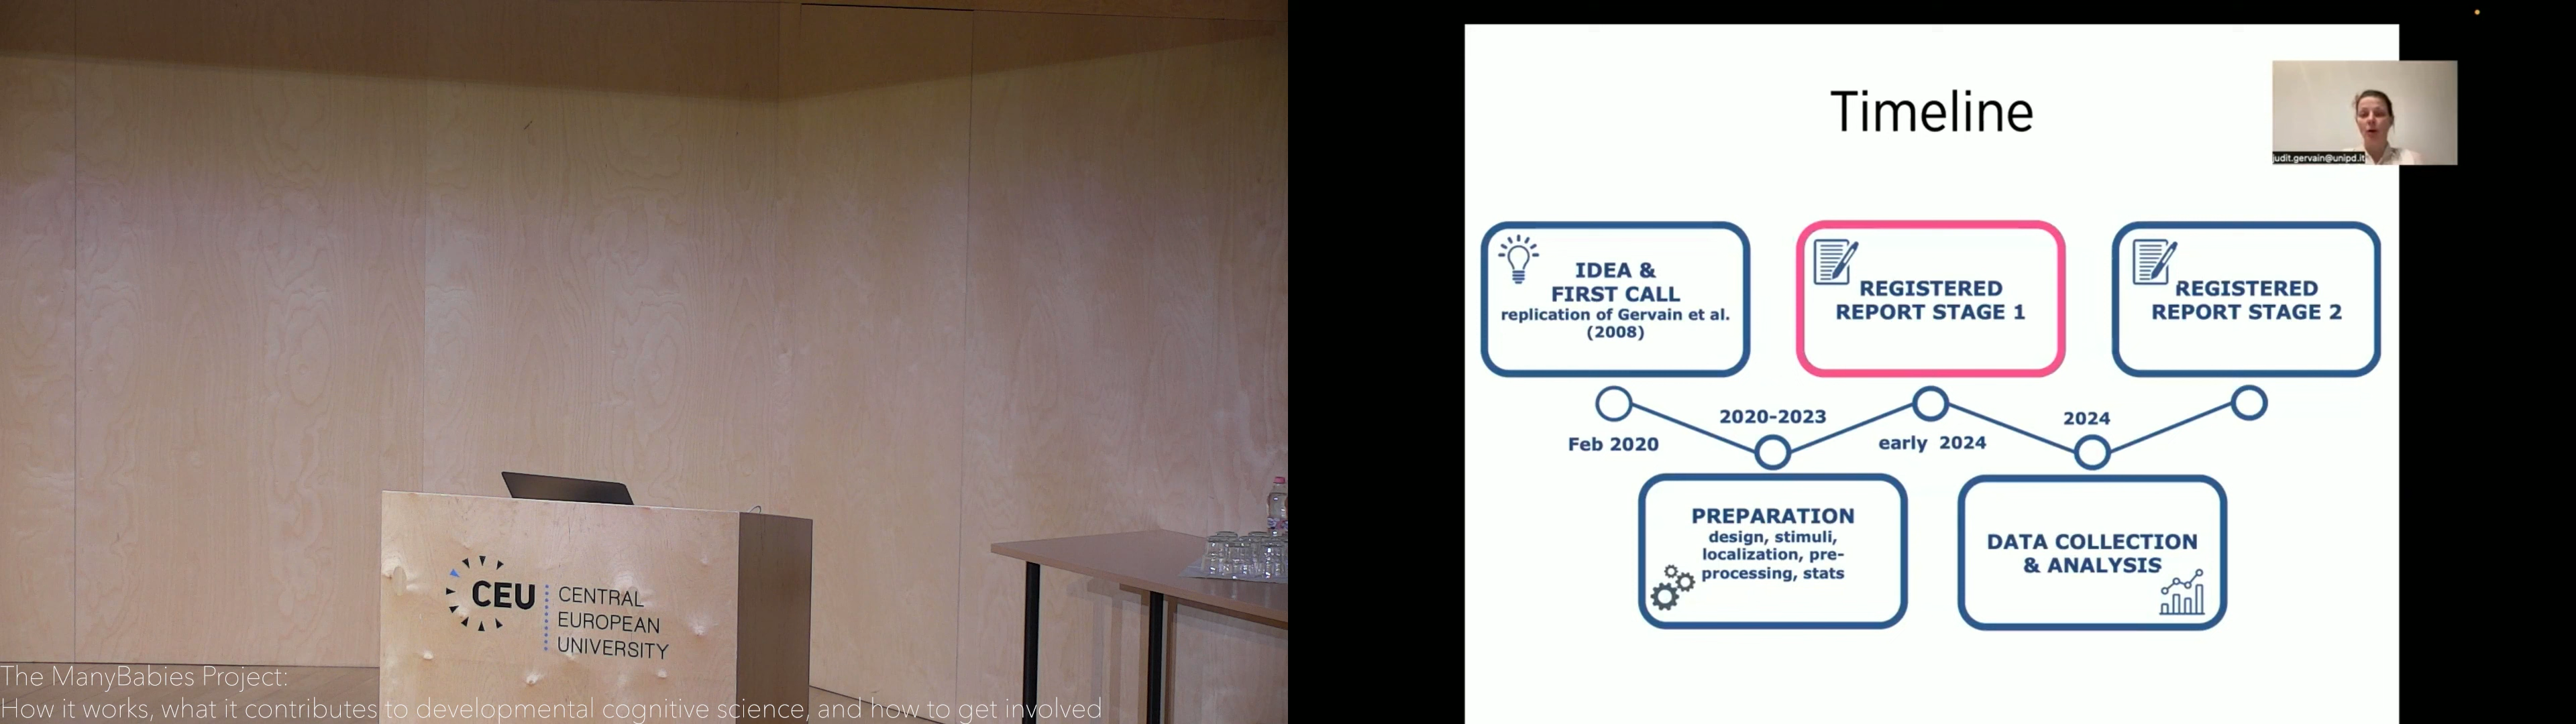 CEU
CENTRAL
EUROPEAN
UNIVERSITY
The ManyBabies Project:
How it works, what it contributes to developmental cognitive science, and how to get involved
Timeline
judit.gervain@unipd.it
IDEA &
FIRST CALL
replication of Gervain et al.
(2008)
REGISTERED
REPORT STAGE 1
REGISTERED
REPORT STAGE 2
Feb 2020
2020-2023
early 2024
2024
PREPARATION
design, stimuli,
localization, pre-
processing, stats
DATA COLLECTION
& ANALYSIS